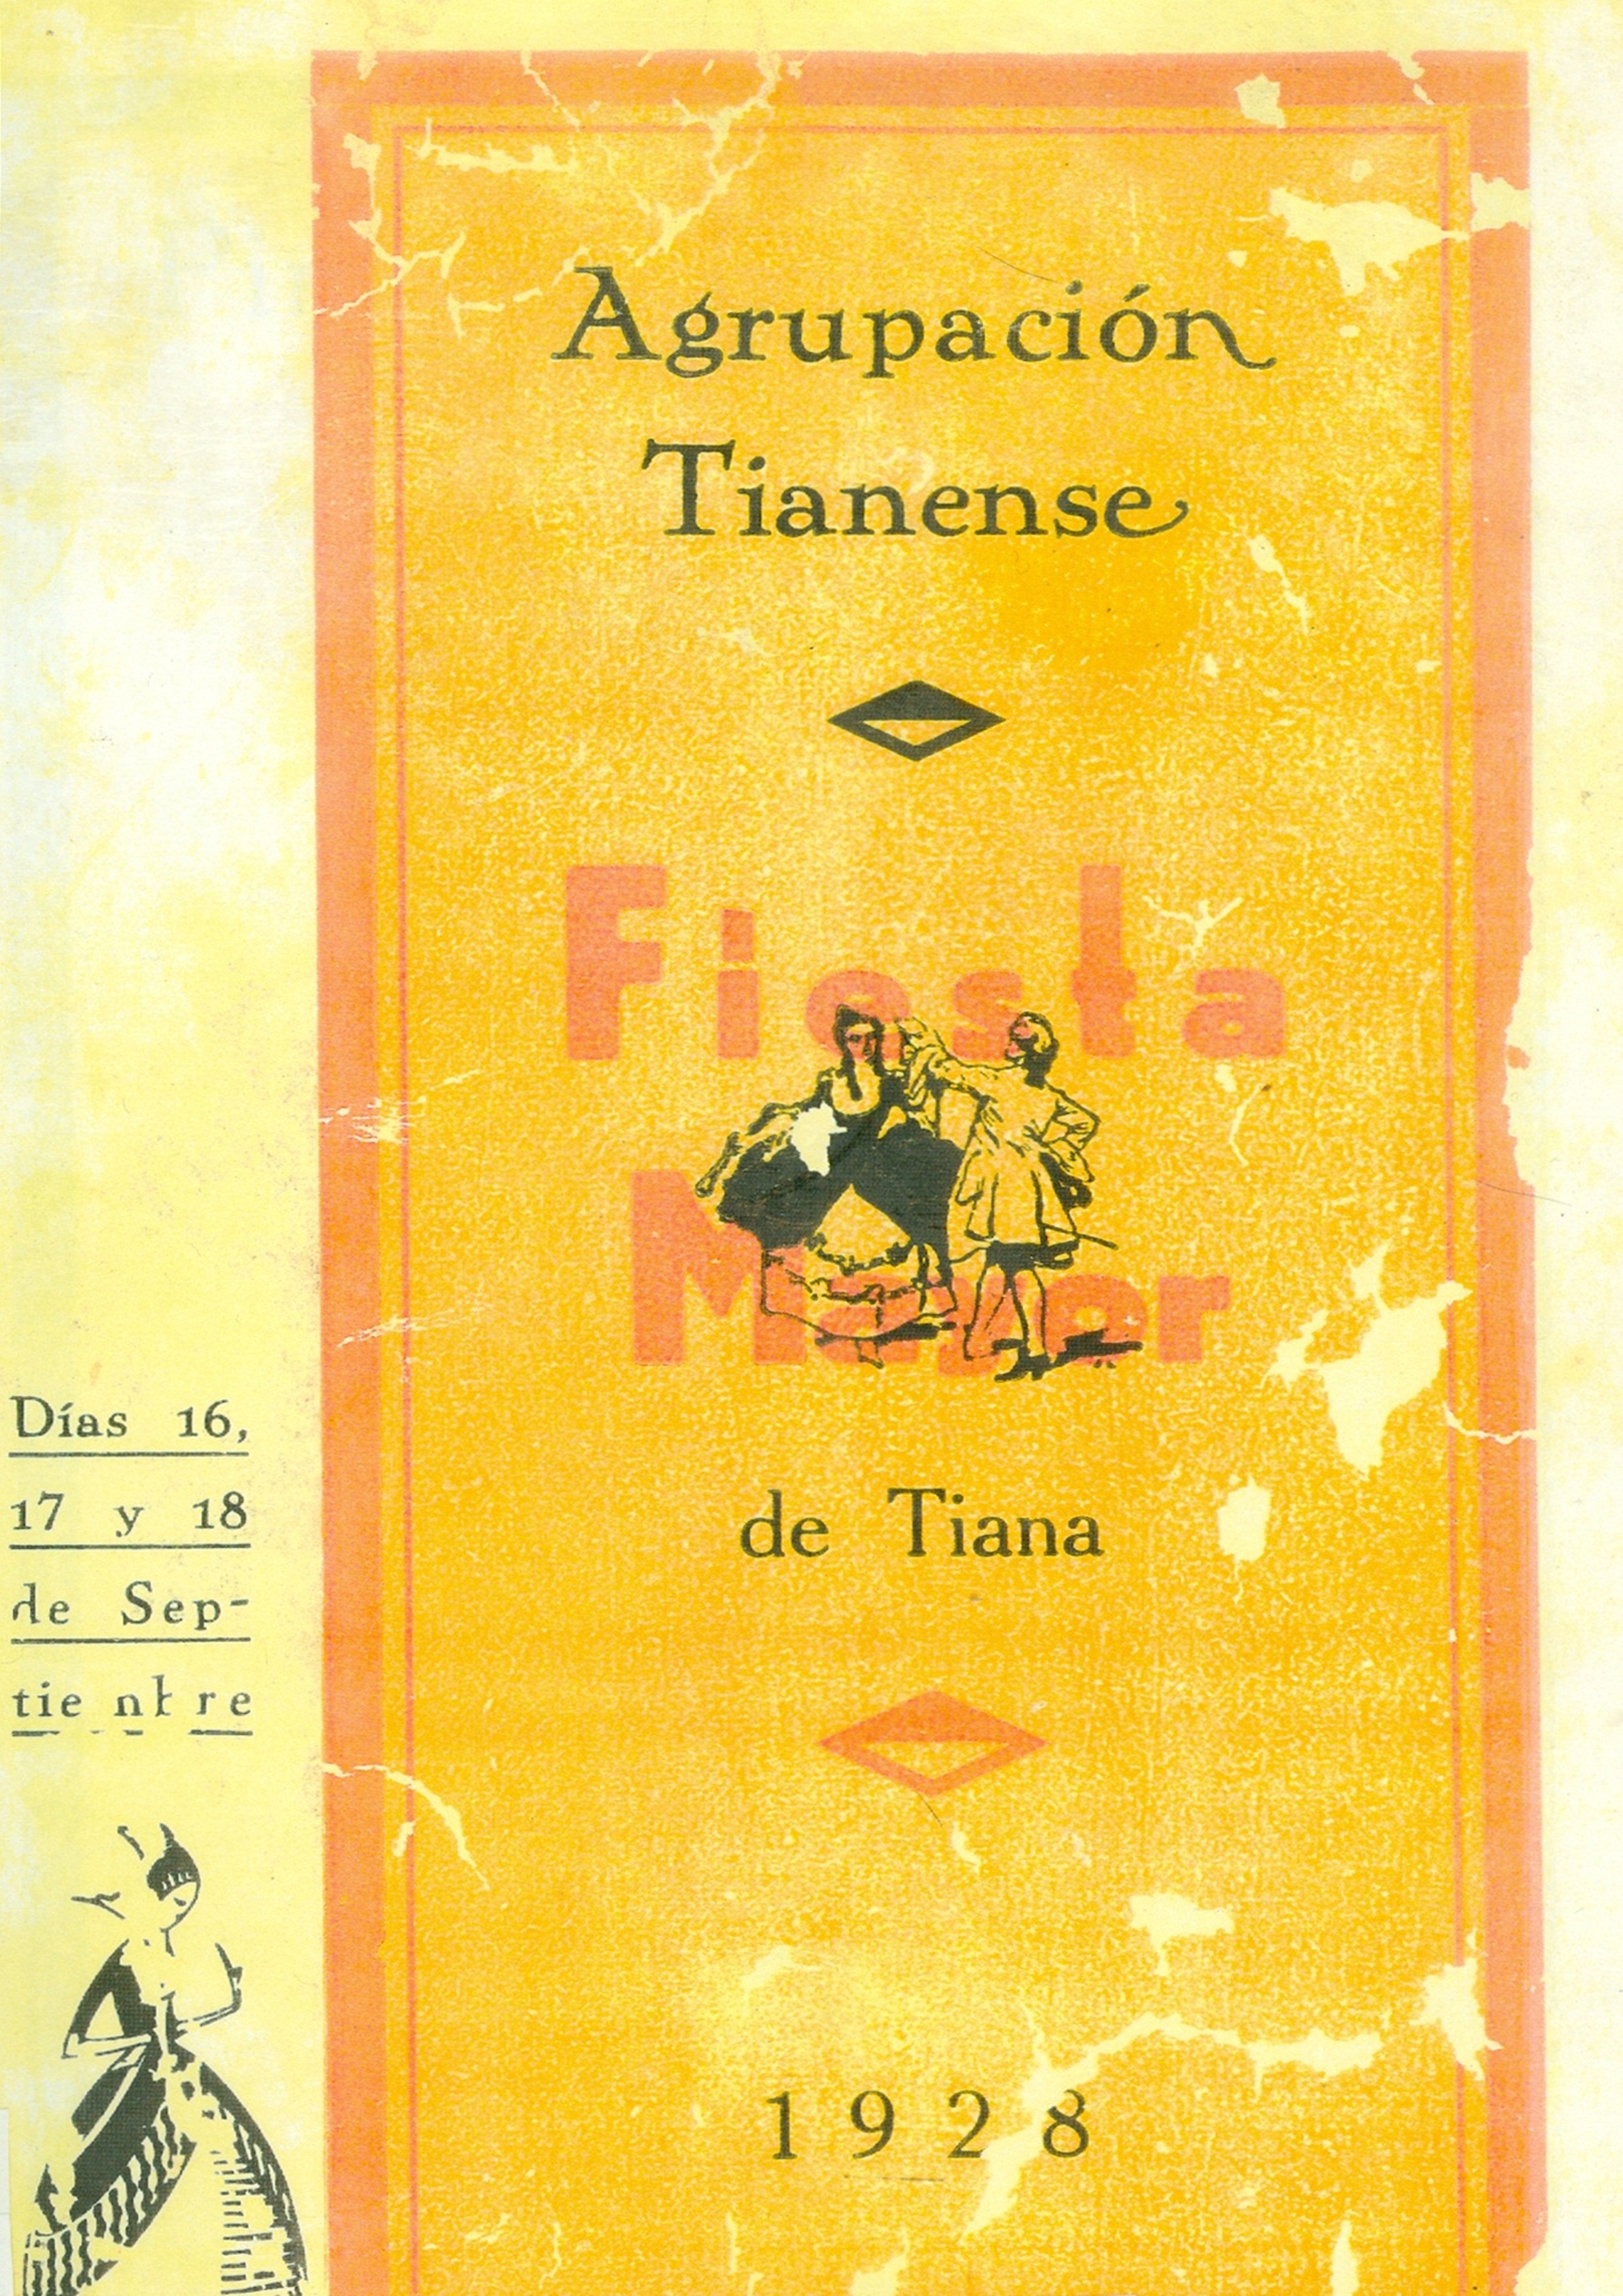 Agrupación
Tianense
Fiesta
Mayor
de Tiana
1928
Días 16,
17 y 18
de Sep-
tiembre